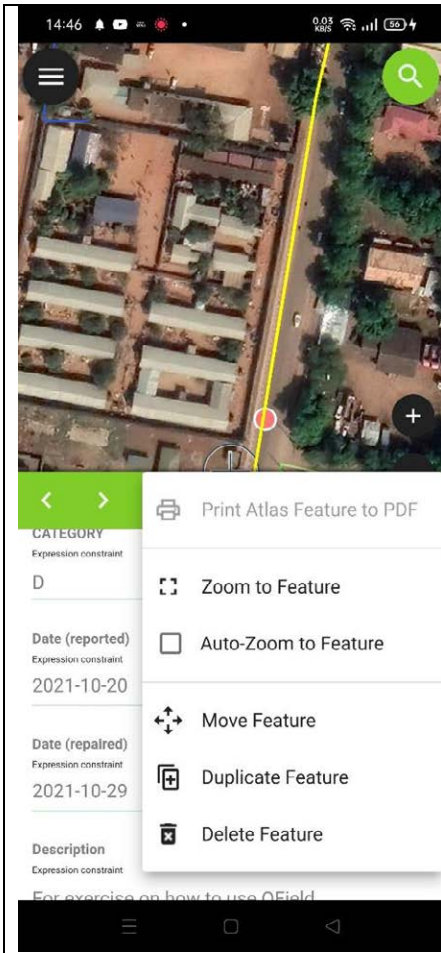 14:46
0.03
KB/S
56
Print Atlas Feature to PDF
CATEGORY
Expression constraint
D
Zoom to Feature
Auto-Zoom to Feature
Date (reported)
Expression constraint
2021-10-20
Move Feature
Date (repaired)
Expression constraint
2021-10-29
Duplicate Feature
Delete Feature
Description
Expression constraint
For exercise on how to use QField